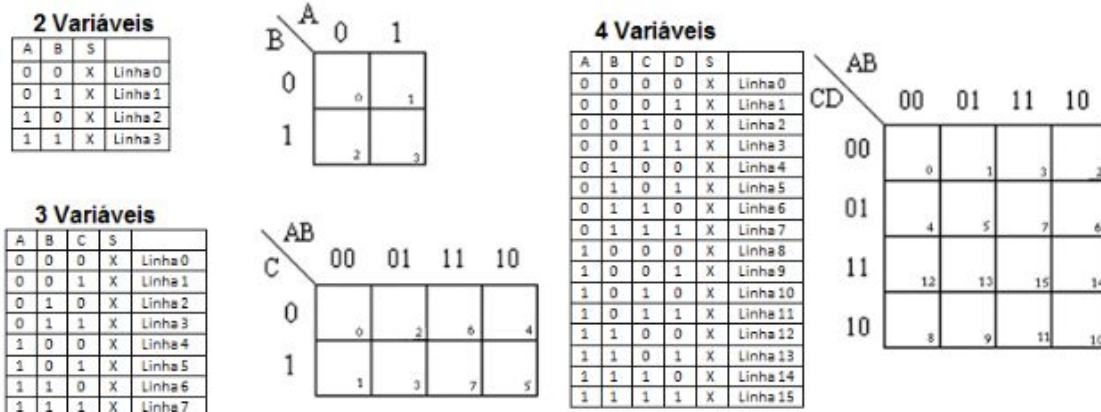 2 Variáveis
A B S
0 0 X Linha 0
0 1 X Linha 1
1 0 X Linha 2
1 1 X Linha 3
A
B
0 1
0
0 1
1
2 3
3 Variáveis
A B C S
0 0 0 X Linha 0
0 0 1 X Linha 1
0 1 0 X Linha 2
0 1 1 X Linha 3
1 0 0 X Linha 4
1 0 1 X Linha 5
1 1 0 X Linha 6
1 1 1 X Linha 7
AB
C
00 01 11 10
0
0 2 6 4
1
1 3 7 5
4 Variáveis
A B C D S
0 0 0 0 X Linha 0
0 0 0 1 X Linha 1
0 0 1 0 X Linha 2
0 0 1 1 X Linha 3
0 1 0 0 X Linha 4
0 1 0 1 X Linha 5
0 1 1 0 X Linha 6
0 1 1 1 X Linha 7
1 0 0 0 X Linha 8
1 0 0 1 X Linha 9
1 0 1 0 X Linha 10
1 0 1 1 X Linha 11
1 1 0 0 X Linha 12
1 1 0 1 X Linha 13
1 1 1 0 X Linha 14
1 1 1 1 X Linha 15
AB
CD
00 01 11 10
00
0 1 3 2
01
4 5 7 6
11
12 13 15 14
10
8 9 11 10